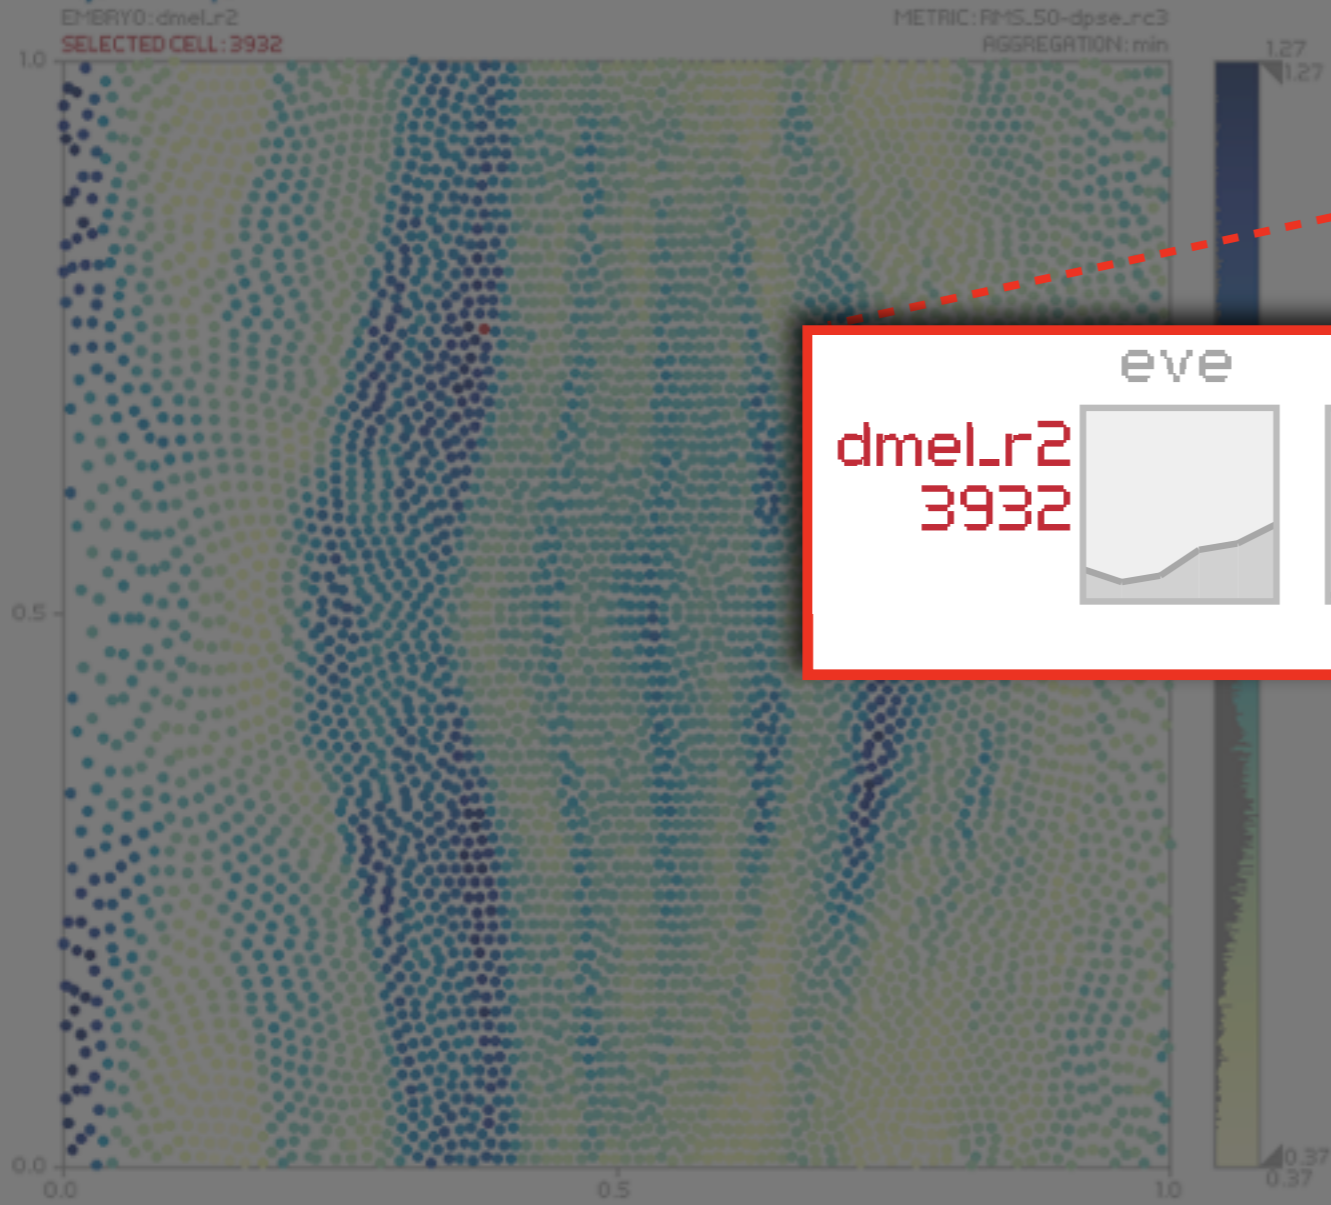 EMBRYO:dmel_r2
METRIC:RMS_50-dpse_rc3
SELECTED CELL:3932
AGGREGATION:min
1.27
1.27
1.0
eve
dmel_r2
3932
0.5
0.0
0.37
0.37
0.0
0.5
1.0